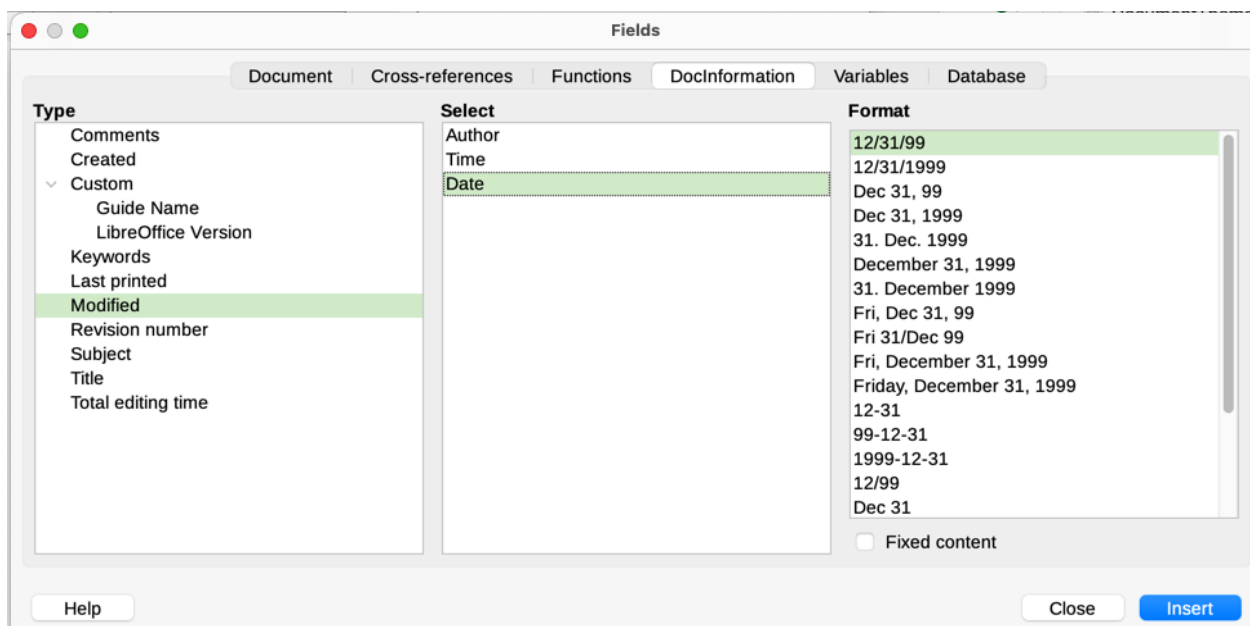 Fields
Document Cross-references Functions DocInformation Variables Database
Type
Comments
Created
Custom
Guide Name
LibreOffice Version
Keywords
Last printed
Modified
Revision number
Subject
Title
Total editing time
Select
Author
Time
Date
Format
12/31/99
12/31/1999
Dec 31, 99
Dec 31, 1999
31. Dec. 1999
December 31, 1999
31. December 1999
Fri, Dec 31, 99
Fri 31/Dec 99
Fri, December 31, 1999
Friday, December 31, 1999
12-31
99-12-31
1999-12-31
12/99
Dec 31
Fixed content
Help Close Insert